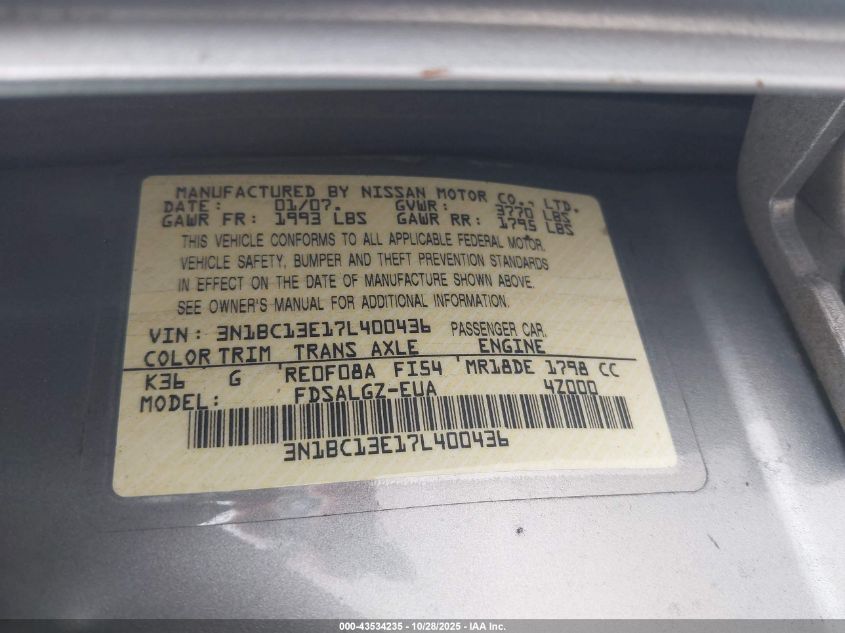 MANUFACTURED BY NISSAN MOTOR CO., LTD.
DATE: 01/07. GVWR: 3770 LBS
GAWR FR: 1993 LBS GAWR RR: 1795 LBS
THIS VEHICLE CONFORMS TO ALL APPLICABLE FEDERAL MOTOR
VEHICLE SAFETY, BUMPER AND THEFT PREVENTION STANDARDS
IN EFFECT ON THE DATE OF MANUFACTURE SHOWN ABOVE.
SEE OWNER'S MANUAL FOR ADDITIONAL INFORMATION.
VIN: 3N1BC13E17L400436 PASSENGER CAR.
COLOR TRIM TRANS AXLE ENGINE
K36 G RE0F08A FI54 MR18DE 1798 CC
MODEL: FDSALGZ-EUA 4Z000
3N1BC13E17L400436
000-43534235 - 10/28/2025 - IAA Inc.